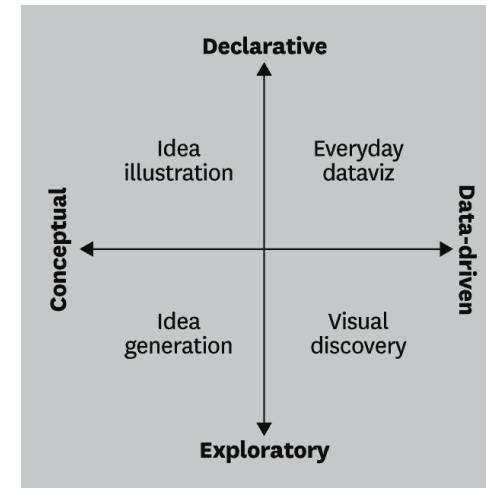 Declarative
Idea
illustration
Everyday
dataviz
Conceptual
Data-driven
Idea
generation
Visual
discovery
Exploratory